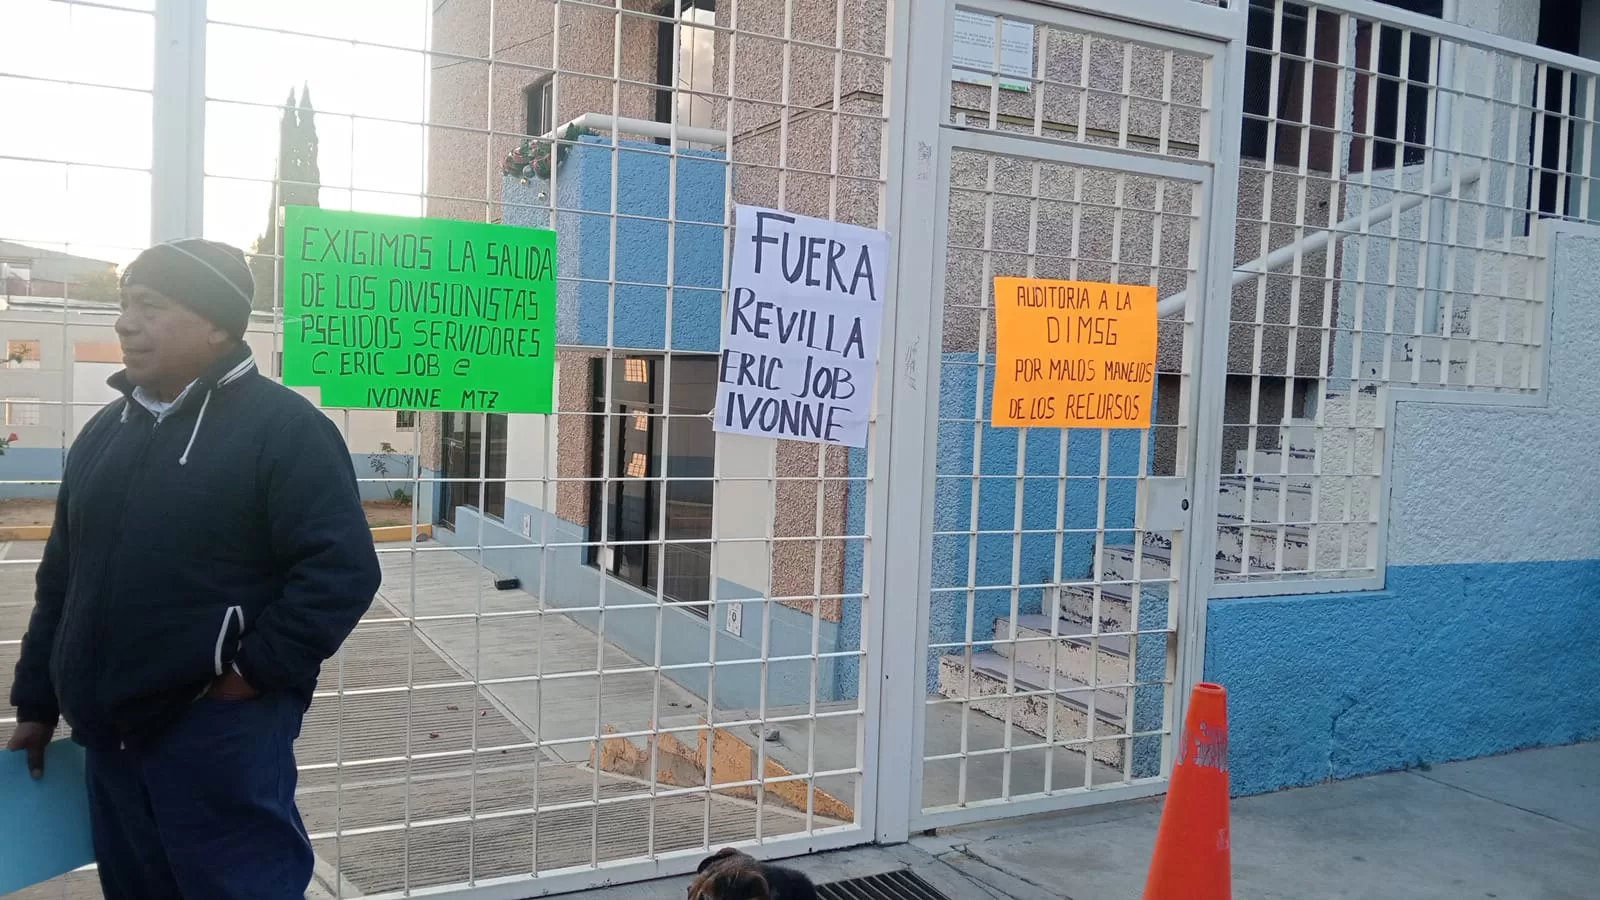 EXIGIMOS LA SALIDA
DE LOS DIVISIONISTAS
PSEUDOS SERVIDORES
C. ERIC JOB e
IVONNE MTZ
FUERA
REVILLA
ERIC JOB
IVONNE
AUDITORIA A LA
DIMSG
POR MALOS MANEJOS
DE LOS RECURSOS